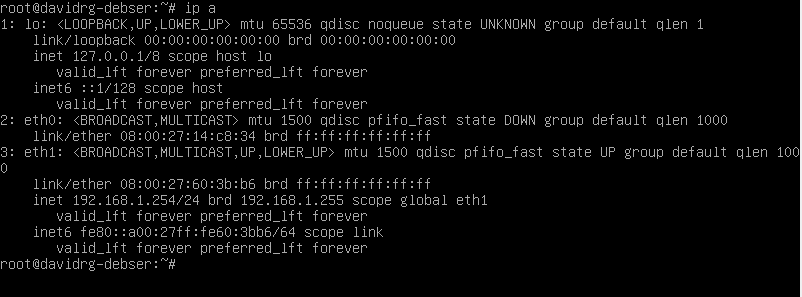 root@davidrg-debser:~# ip a
1: lo: <LOOPBACK,UP,LOWER_UP> mtu 65536 qdisc noqueue state UNKNOWN group default qlen 1
    link/loopback 00:00:00:00:00:00 brd 00:00:00:00:00:00
    inet 127.0.0.1/8 scope host lo
       valid_lft forever preferred_lft forever
    inet6 ::1/128 scope host
       valid_lft forever preferred_lft forever
2: eth0: <BROADCAST,MULTICAST> mtu 1500 qdisc pfifo_fast state DOWN group default qlen 1000
    link/ether 08:00:27:14:c8:34 brd ff:ff:ff:ff:ff:ff
3: eth1: <BROADCAST,MULTICAST,UP,LOWER_UP> mtu 1500 qdisc pfifo_fast state UP group default qlen 100
0
    link/ether 08:00:27:60:3b:b6 brd ff:ff:ff:ff:ff:ff
    inet 192.168.1.254/24 brd 192.168.1.255 scope global eth1
       valid_lft forever preferred_lft forever
    inet6 fe80::a00:27ff:fe60:3bb6/64 scope link
       valid_lft forever preferred_lft forever
root@davidrg-debser:~#